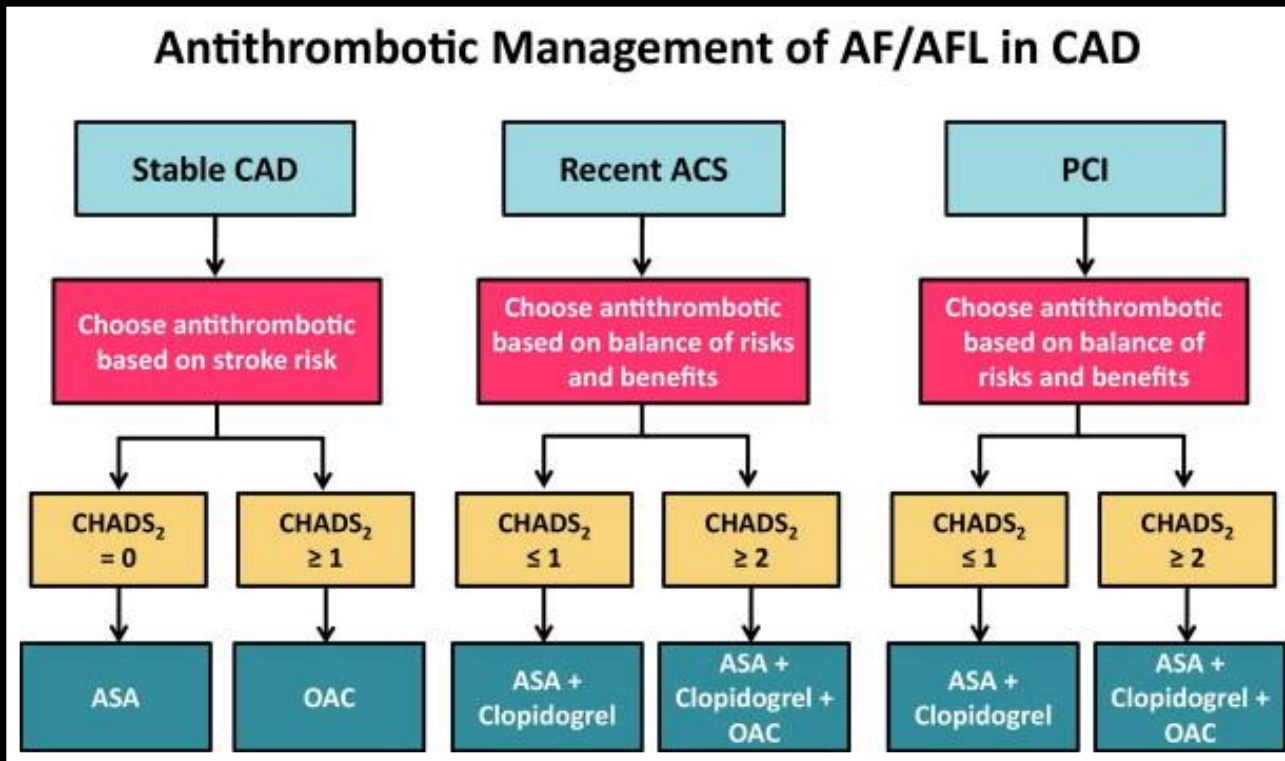 Antithrombotic Management of AF/AFL in CAD
Stable CAD
Recent ACS
PCI
Choose antithrombotic
based on stroke risk
Choose antithrombotic
based on balance of risks
and benefits
Choose antithrombotic
based on balance of
risks and benefits
CHADS₂
= 0
CHADS₂
≥ 1
CHADS₂
≤ 1
CHADS₂
≥ 2
CHADS₂
≤ 1
CHADS₂
≥ 2
ASA
OAC
ASA +
Clopidogrel
ASA +
Clopidogrel +
OAC
ASA +
Clopidogrel
ASA +
Clopidogrel +
OAC